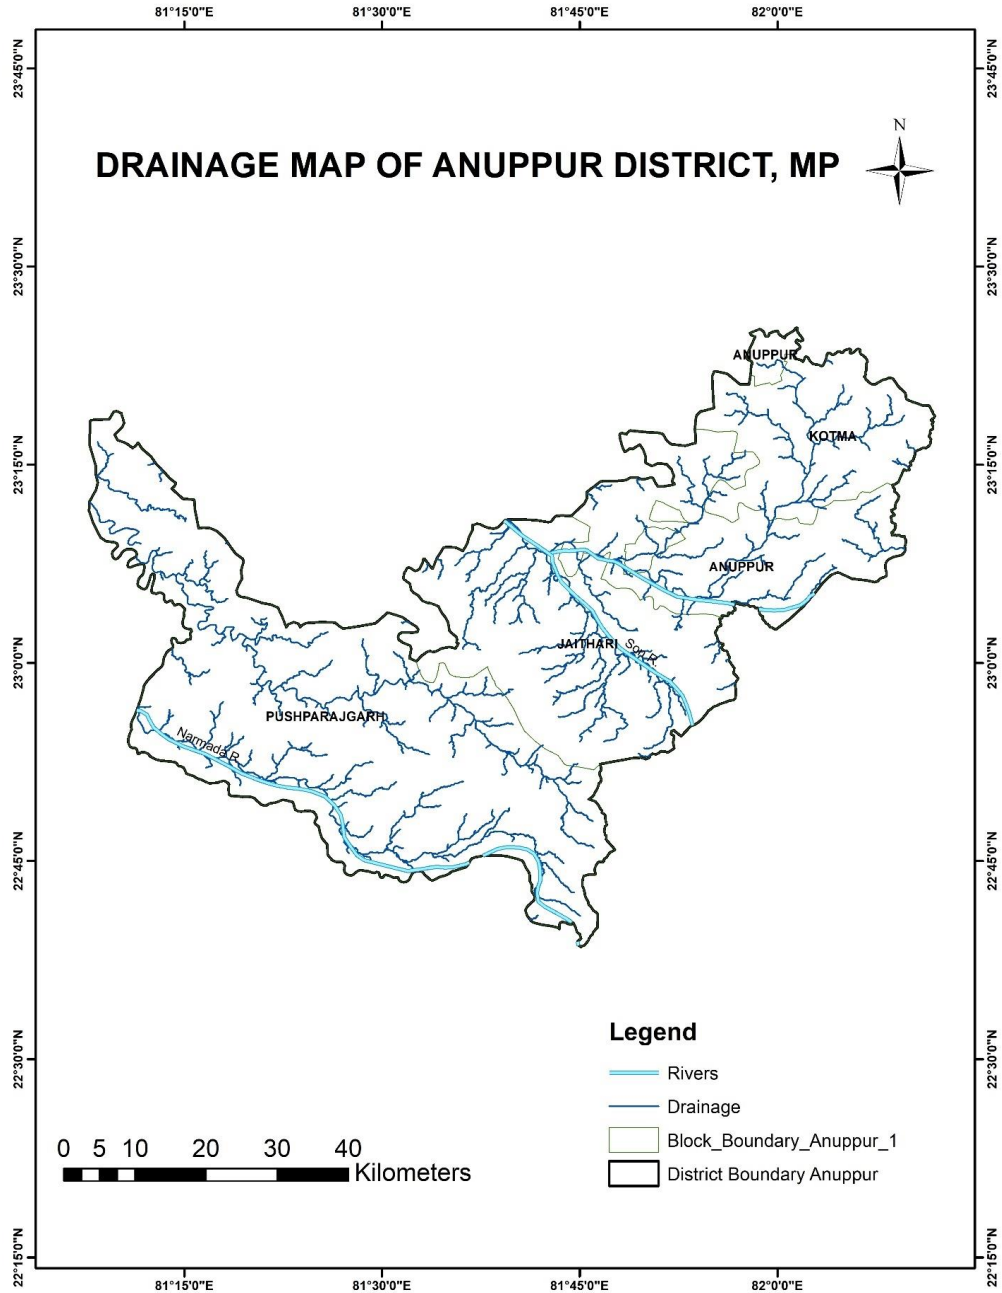 81°15'0"E 81°30'0"E 81°45'0"E 82°0'0"E
23°45'0"N 23°45'0"N
N
DRAINAGE MAP OF ANUPPUR DISTRICT, MP
23°30'0"N 23°30'0"N
ANUPPUR
KOTMA
23°15'0"N 23°15'0"N
ANUPPUR
JAITHARI
Son R.
23°0'0"N 23°0'0"N
PUSHPARAJGARH
Narmada R.
22°45'0"N 22°45'0"N
Legend
Rivers
22°30'0"N 22°30'0"N
Drainage
Block_Boundary_Anuppur_1
District Boundary Anuppur
0 5 10 20 30 40
Kilometers
22°15'0"N 22°15'0"N
81°15'0"E 81°30'0"E 81°45'0"E 82°0'0"E